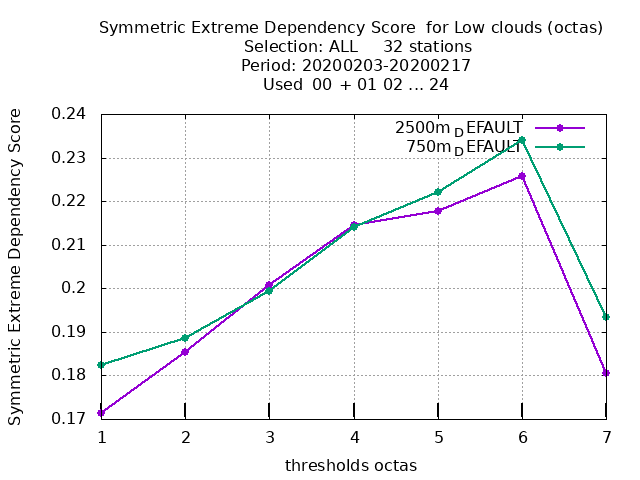 Symmetric Extreme Dependency Score for Low clouds (octas)
Selection: ALL 32 stations
Period: 20200203-20200217
Used 00 + 01 02 ... 24
0.24
0.23
0.22
0.21
0.2
0.19
0.18
0.17
Symmetric Extreme Dependency Score
2500m_DEFAULT
750m_DEFAULT
1 2 3 4 5 6 7
thresholds octas